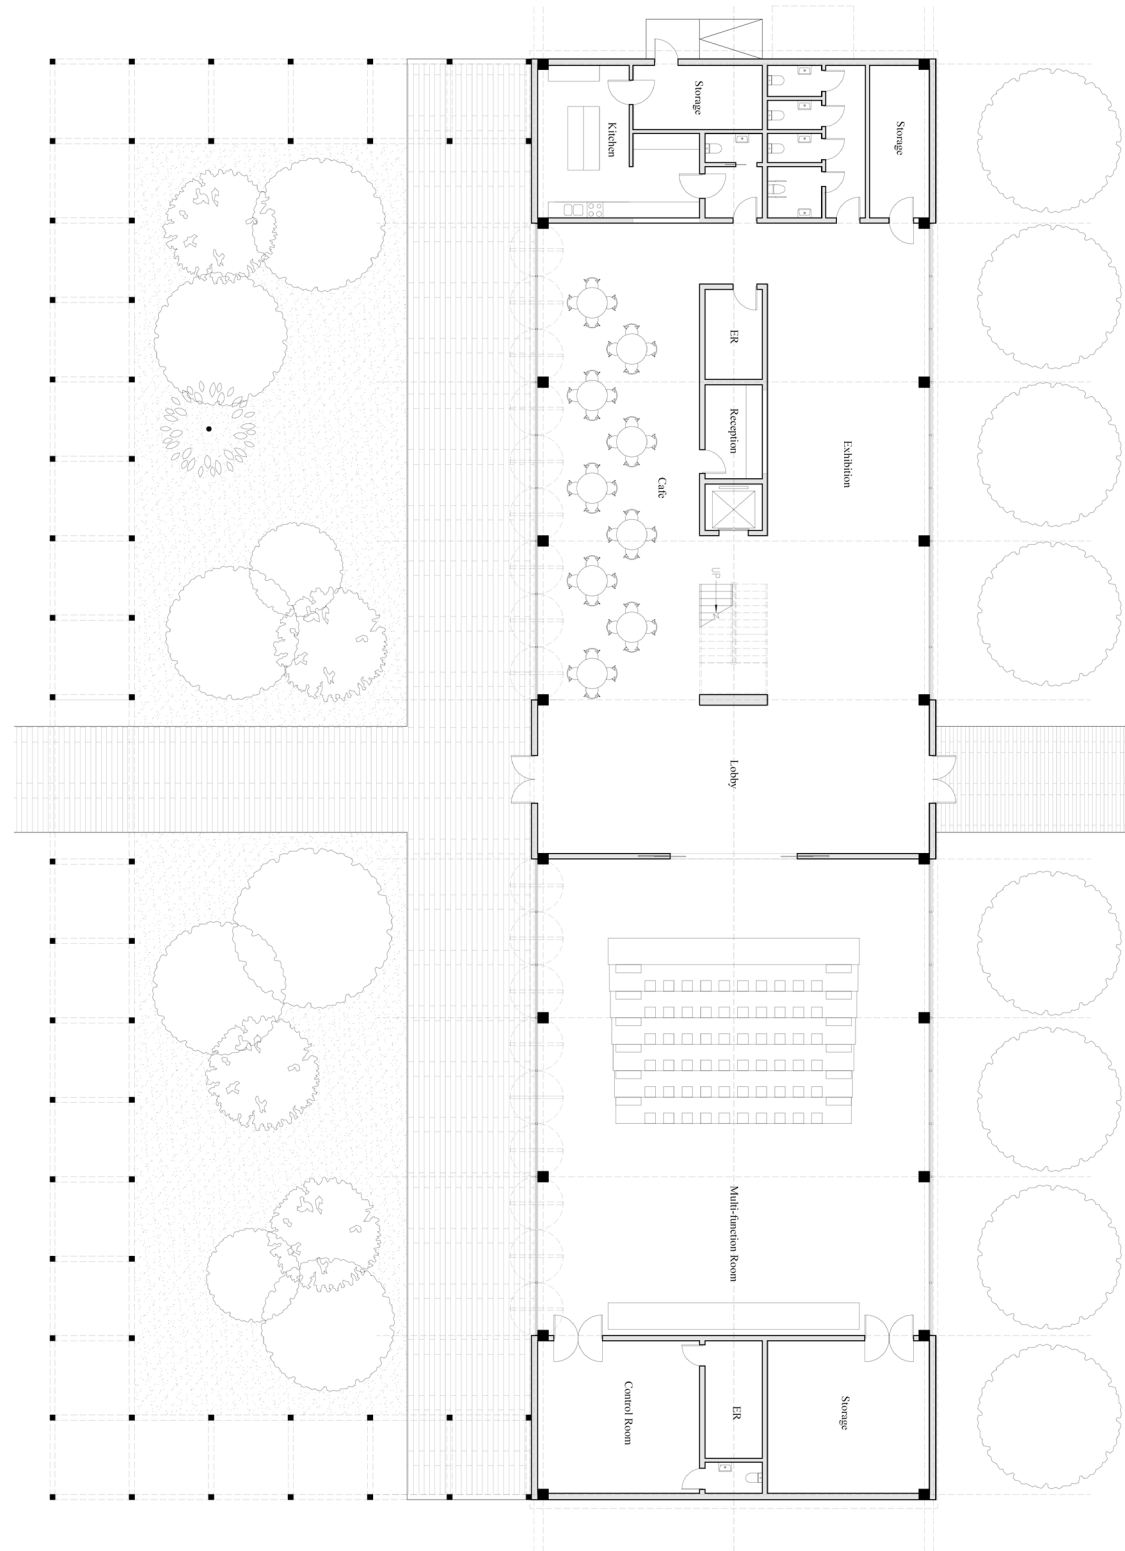 Storage
Kitchen
Storage
ER
Reception
Exhibition
Cafe
UP
Lobby
Multi-function Room
Control Room
ER
Storage